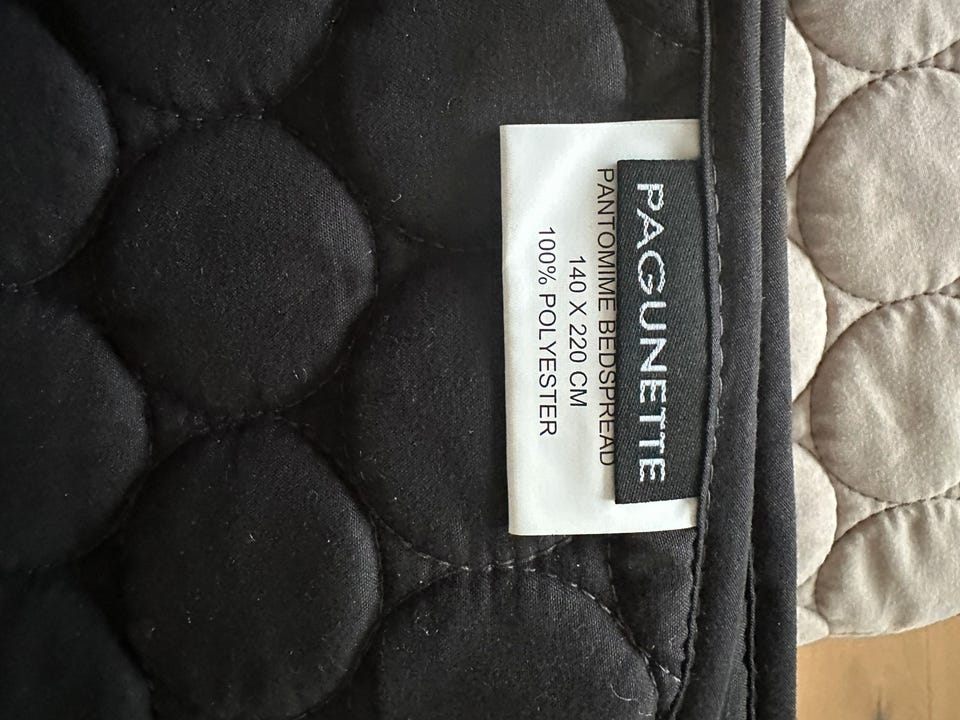 PAGUNETTE
PANTOMIME BEDSPREAD
140 X 220 CM
100% POLYESTER